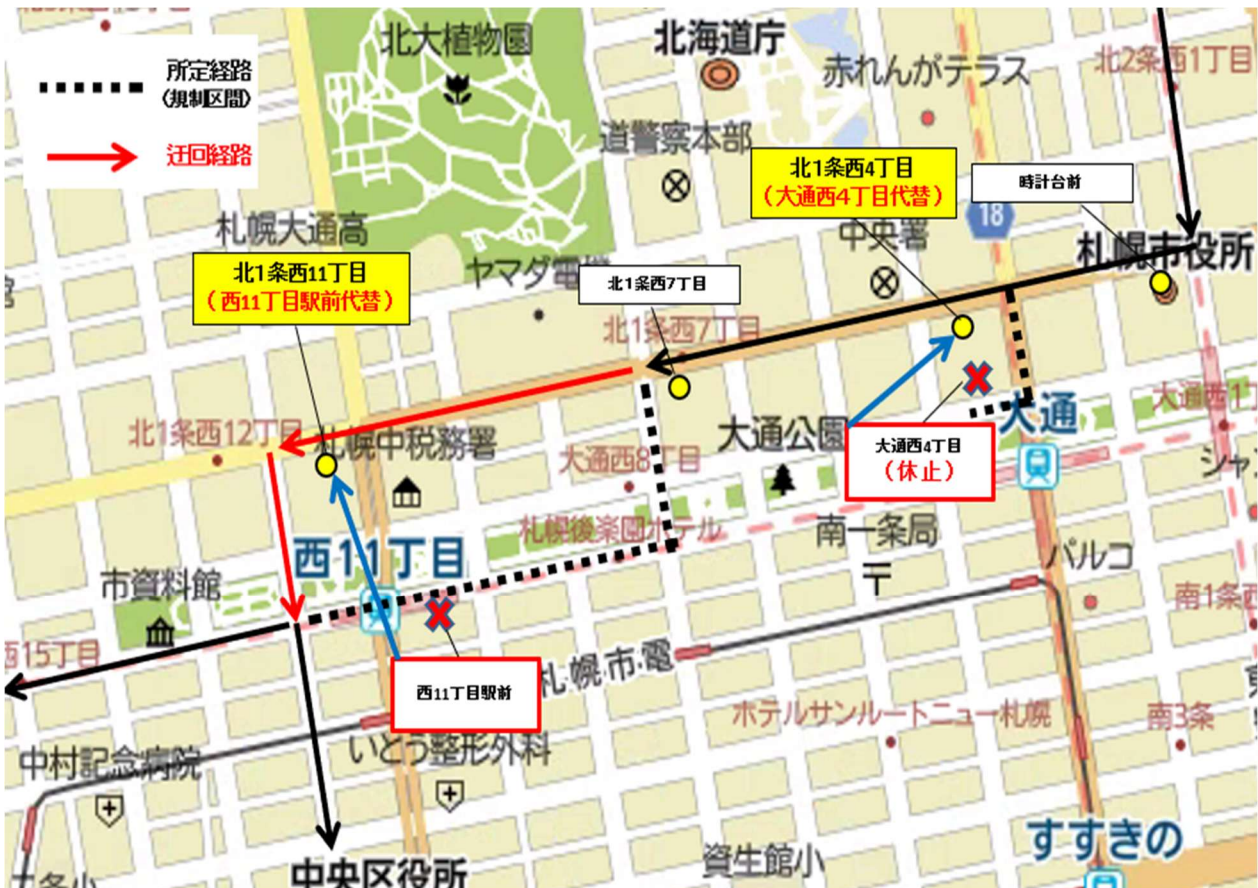 所定経路
（規制区間）
迂回経路
北大植物園
北海道庁
赤れんがテラス
北2条西1丁目
道警察本部
北1条西4丁目
（大通西4丁目代替）
時計台前
18
中央署
札幌市役所
札幌大通高
ヤマダ電機
北1条西11丁目
（西11丁目駅前代替）
北1条西7丁目
北1条西7丁目
北1条西12丁目
札幌中税務署
大通西8丁目
大通公園
大通西4丁目
（休止）
大通
大通西1丁
札幌後楽園ホテル
南一条局
西11丁目
市資料館
パルコ
南1条西
西15丁目
西11丁目駅前
札幌市電
ホテルサンルートニュー札幌
南3条
中村記念病院
いとう整形外科
すすきの
資生館小
中央区役所
二条小